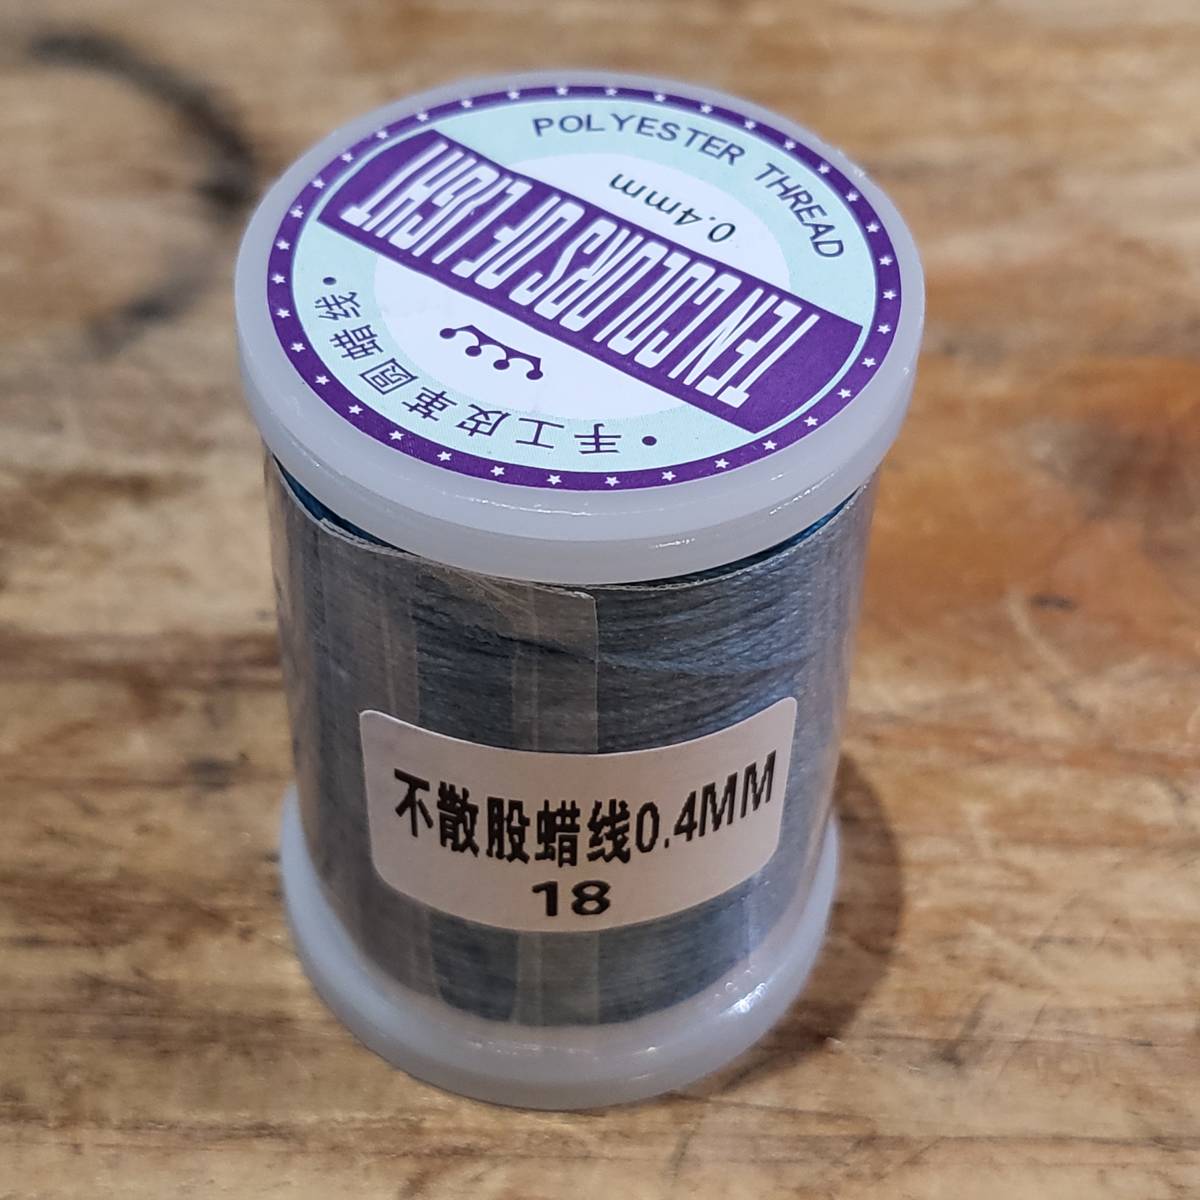 POLYESTER THREAD
0.4mm
TEN COLORS OF LIGHT
·手工皮革圆蜡线·
不散股蜡线0.4MM
18